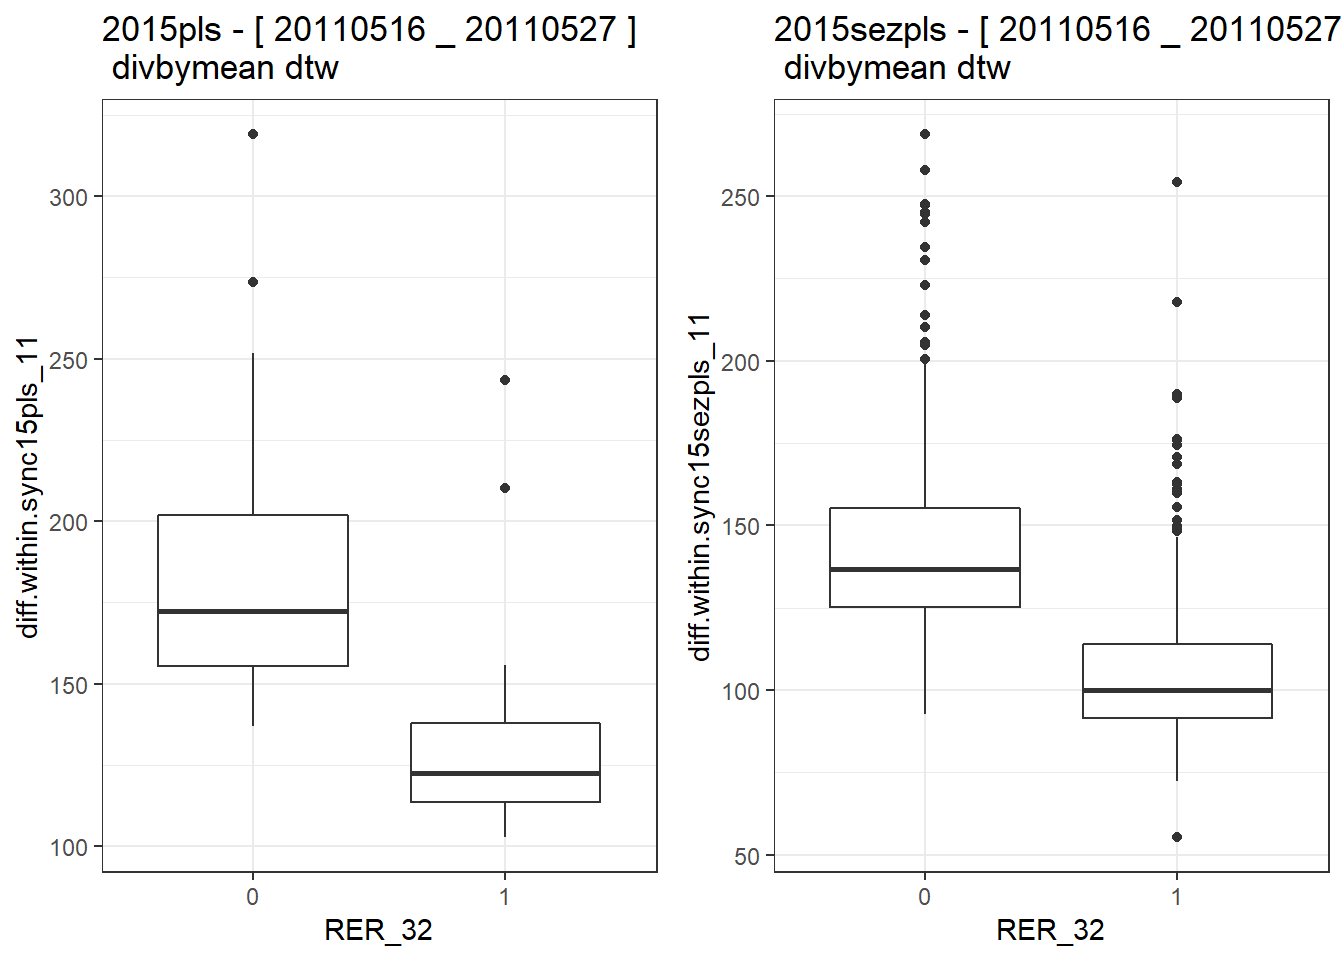 2015pls - [ 20110516 _ 20110527 ]
divbymean dtw
300
250
200
150
100
diff.within.sync15pls_11
0 1
RER_32
2015sezpls - [ 20110516 _ 20110527
divbymean dtw
250
200
150
100
50
diff.within.sync15sezpls_11
0 1
RER_32